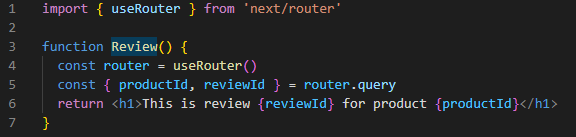 1 import { useRouter } from 'next/router'
2
3 function Review() {
4   const router = useRouter()
5   const { productId, reviewId } = router.query
6   return <h1>This is review {reviewId} for product {productId}</h1>
7 }